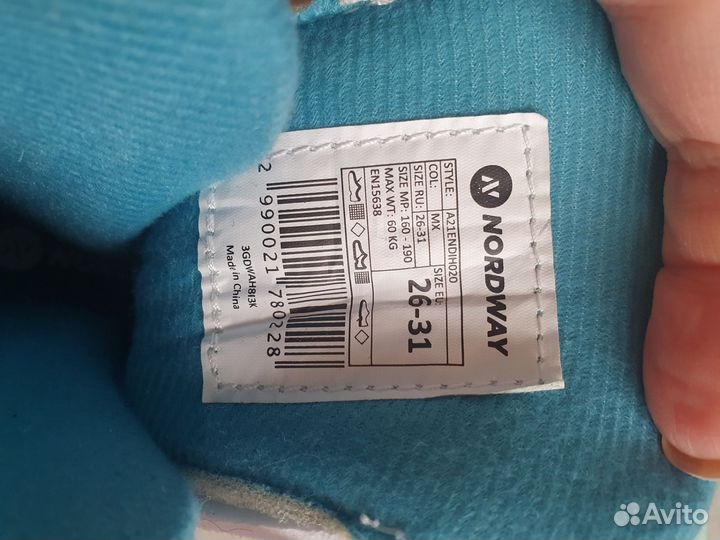 NORDWAY
STYLE: A21ENDIH020
COL: MX
SIZE RU: 26-31
SIZE MP: 160 - 190
MAX WT: 60 KG
EN15638
SIZE EU:
26-31
2 990021 780228
3GDWAH8J3K
Made in China
Avito